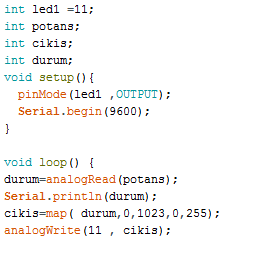 int led1 =11;
int potans;
int cikis;
int durum;
void setup(){
  pinMode(led1 ,OUTPUT);
  Serial.begin(9600);
}

void loop() {
durum=analogRead(potans);
Serial.println(durum);
cikis=map( durum,0,1023,0,255);
analogWrite(11 , cikis);